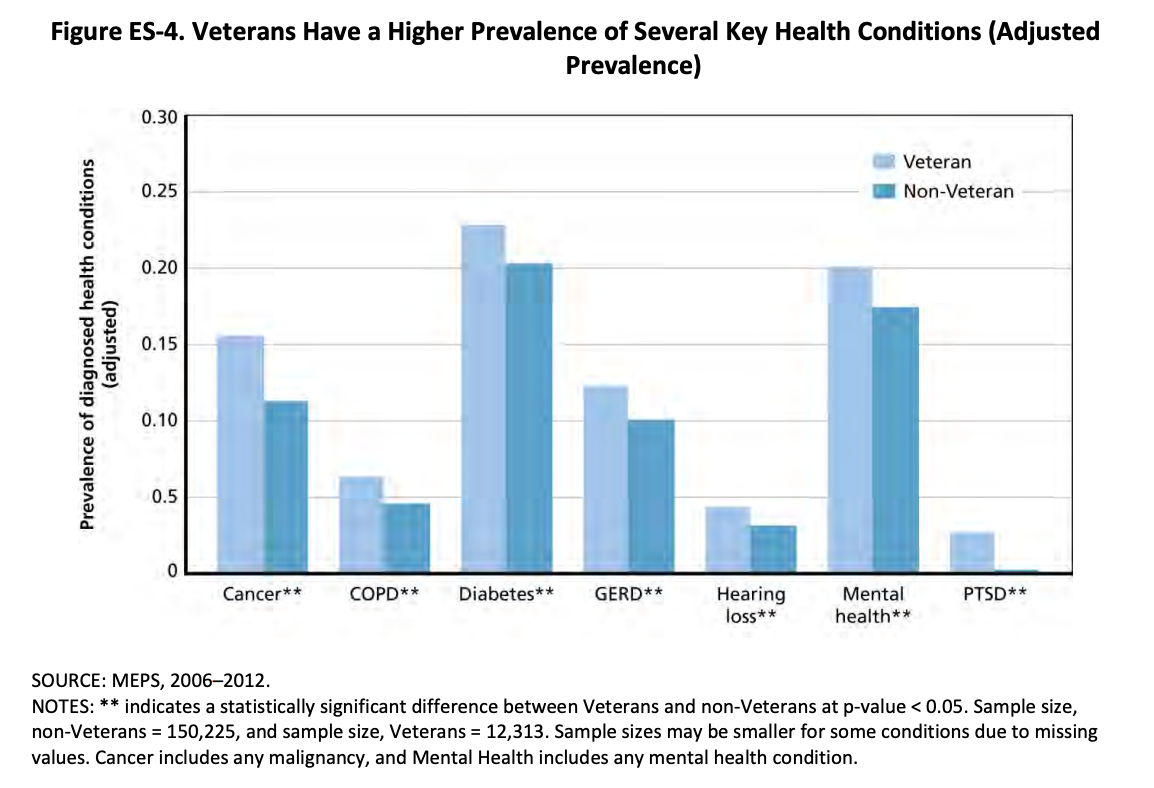 Figure ES-4. Veterans Have a Higher Prevalence of Several Key Health Conditions (Adjusted
Prevalence)
Prevalence of diagnosed health conditions
(adjusted)
0.30
0.25
0.20
0.15
0.10
0.5
0
Veteran
Non-Veteran
Cancer**
COPD**
Diabetes**
GERD**
Hearing
loss**
Mental
health**
PTSD**
SOURCE: MEPS, 2006–2012.
NOTES: ** indicates a statistically significant difference between Veterans and non-Veterans at p-value < 0.05. Sample size,
non-Veterans = 150,225, and sample size, Veterans = 12,313. Sample sizes may be smaller for some conditions due to missing
values. Cancer includes any malignancy, and Mental Health includes any mental health condition.